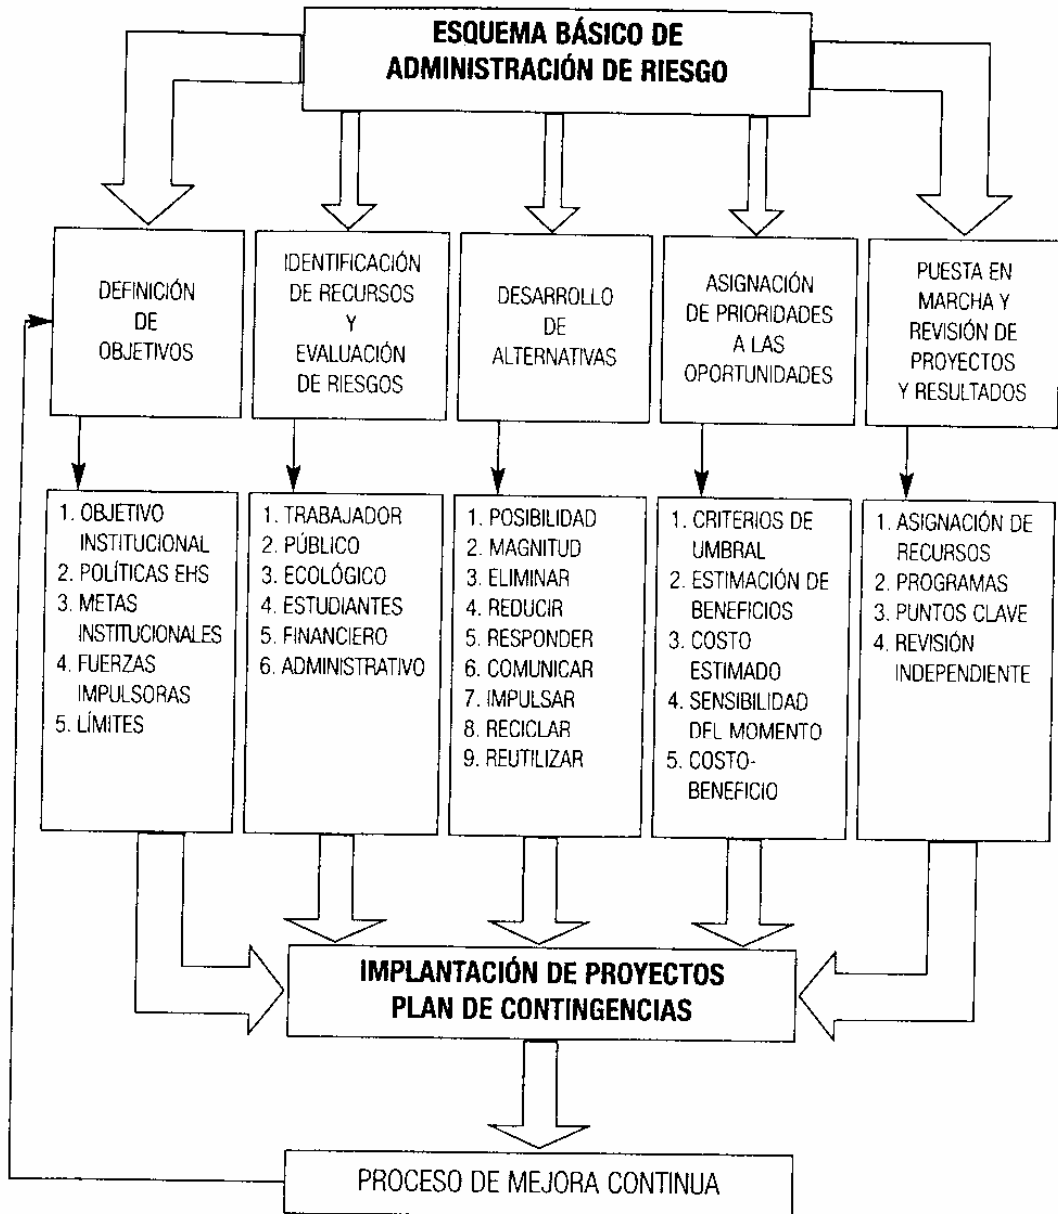 ESQUEMA BÁSICO DE
ADMINISTRACIÓN DE RIESGO
DEFINICIÓN
DE
OBJETIVOS
IDENTIFICACIÓN
DE RECURSOS
Y
EVALUACIÓN
DE RIESGOS
DESARROLLO
DE
ALTERNATIVAS
ASIGNACIÓN
DE PRIORIDADES
A LAS
OPORTUNIDADES
PUESTA EN
MARCHA Y
REVISIÓN DE
PROYECTOS
Y RESULTADOS
1. OBJETIVO
INSTITUCIONAL
2. POLÍTICAS EHS
3. METAS
INSTITUCIONALES
4. FUERZAS
IMPULSORAS
5. LÍMITES
1. TRABAJADOR
2. PÚBLICO
3. ECOLÓGICO
4. ESTUDIANTES
5. FINANCIERO
6. ADMINISTRATIVO
1. POSIBILIDAD
2. MAGNITUD
3. ELIMINAR
4. REDUCIR
5. RESPONDER
6. COMUNICAR
7. IMPULSAR
8. RECICLAR
9. REUTILIZAR
1. CRITERIOS DE
UMBRAL
2. ESTIMACIÓN DE
BENEFICIOS
3. COSTO
ESTIMADO
4. SENSIBILIDAD
DEL MOMENTO
5. COSTO-
BENEFICIO
1. ASIGNACIÓN DE
RECURSOS
2. PROGRAMAS
3. PUNTOS CLAVE
4. REVISIÓN
INDEPENDIENTE
IMPLANTACIÓN DE PROYECTOS
PLAN DE CONTINGENCIAS
PROCESO DE MEJORA CONTINUA